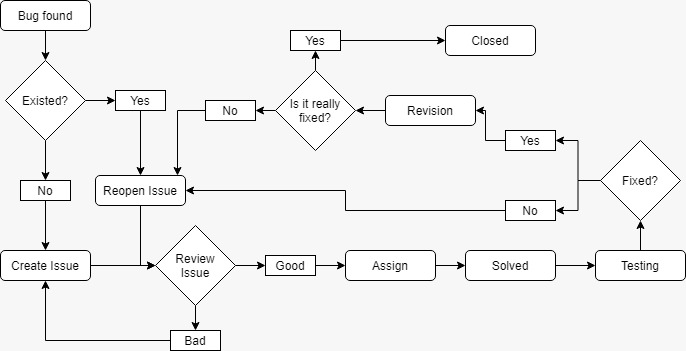 Bug found
Yes
Closed
Existed?
Yes
No
Is it really
fixed?
Revision
Yes
No
Reopen Issue
No
Fixed?
Create Issue
Review
Issue
Good
Assign
Solved
Testing
Bad